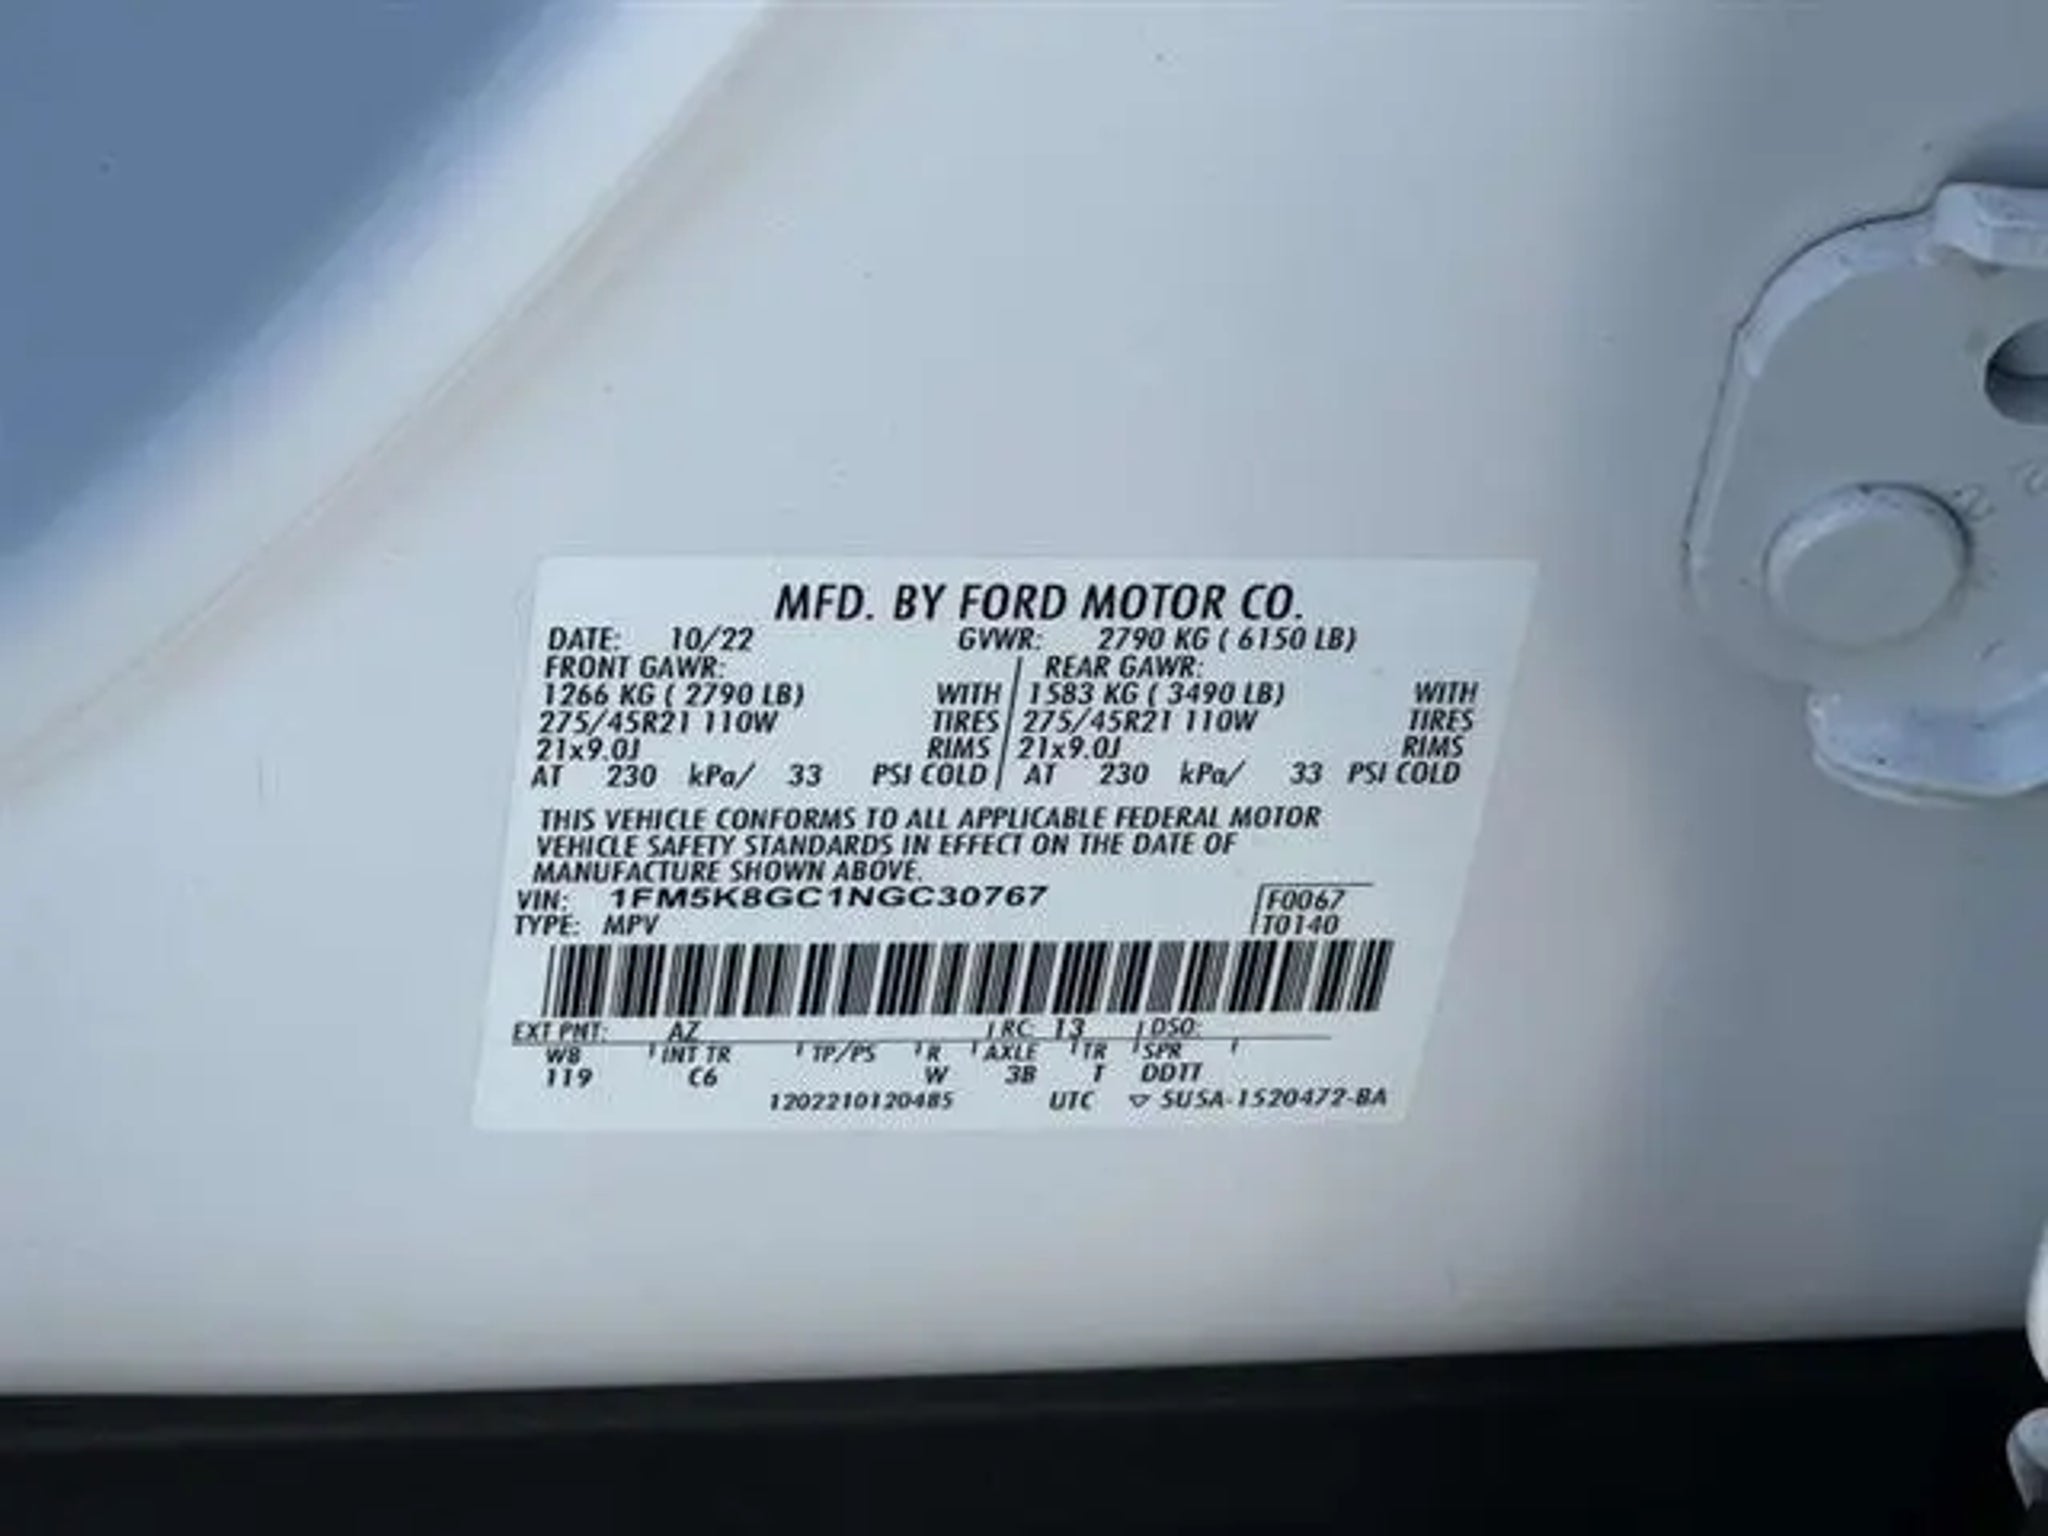 MFD. BY FORD MOTOR CO.
DATE: 10/22 GVWR: 2790 KG ( 6150 LB)
FRONT GAWR: REAR GAWR:
1266 KG ( 2790 LB) WITH 1583 KG ( 3490 LB) WITH
275/45R21 110W TIRES 275/45R21 110W TIRES
21x9.0J RIMS 21x9.0J RIMS
AT 230 kPa/ 33 PSI COLD AT 230 kPa/ 33 PSI COLD
THIS VEHICLE CONFORMS TO ALL APPLICABLE FEDERAL MOTOR
VEHICLE SAFETY STANDARDS IN EFFECT ON THE DATE OF
MANUFACTURE SHOWN ABOVE.
VIN: 1FM5K8GC1NGC30767 F0067
TYPE: MPV T0140
EXT PNT: AZ RC: 13 DSO:
WB INT TR TP/PS R AXLE TR SPR
119 C6 W 3B T DDTT
1202210120485 UTC ▽ SU5A-1520472-BA